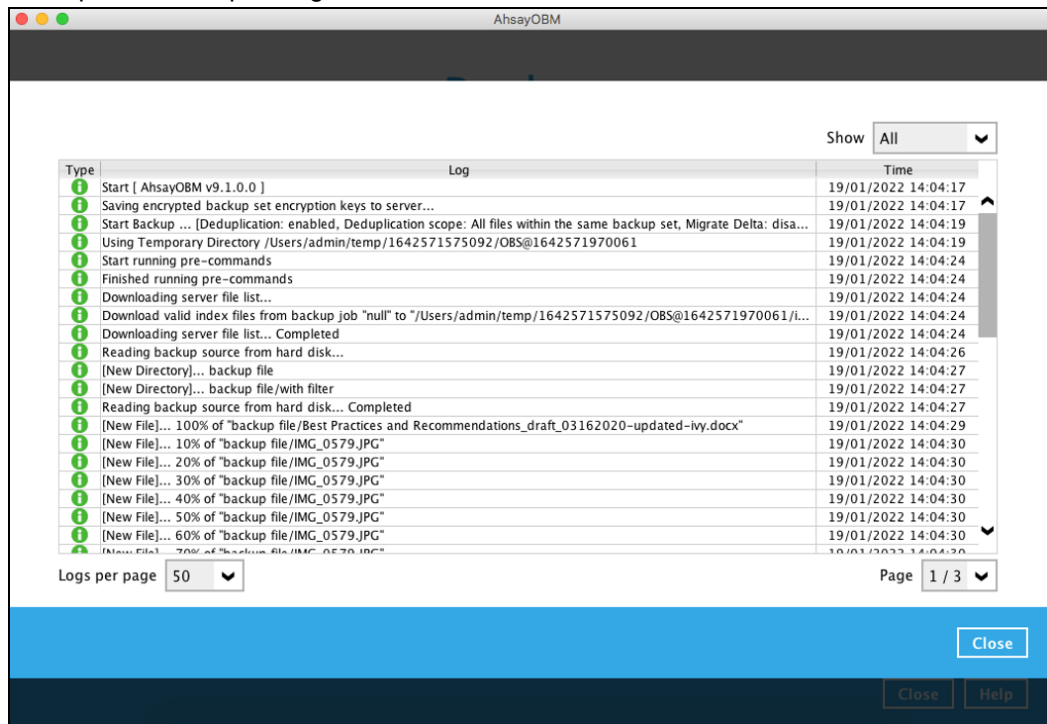 AhsayOBM
Show All
Type Log Time
Start [ AhsayOBM v9.1.0.0 ] 19/01/2022 14:04:17
Saving encrypted backup set encryption keys to server... 19/01/2022 14:04:17
Start Backup ... [Deduplication: enabled, Deduplication scope: All files within the same backup set, Migrate Delta: disa... 19/01/2022 14:04:19
Using Temporary Directory /Users/admin/temp/1642571575092/OBS@1642571970061 19/01/2022 14:04:19
Start running pre-commands 19/01/2022 14:04:24
Finished running pre-commands 19/01/2022 14:04:24
Downloading server file list... 19/01/2022 14:04:24
Download valid index files from backup job "null" to "/Users/admin/temp/1642571575092/OBS@1642571970061/i... 19/01/2022 14:04:24
Downloading server file list... Completed 19/01/2022 14:04:24
Reading backup source from hard disk... 19/01/2022 14:04:26
[New Directory]... backup file 19/01/2022 14:04:27
[New Directory]... backup file/with filter 19/01/2022 14:04:27
Reading backup source from hard disk... Completed 19/01/2022 14:04:27
[New File]... 100% of "backup file/Best Practices and Recommendations_draft_03162020-updated-ivy.docx" 19/01/2022 14:04:29
[New File]... 10% of "backup file/IMG_0579.JPG" 19/01/2022 14:04:30
[New File]... 20% of "backup file/IMG_0579.JPG" 19/01/2022 14:04:30
[New File]... 30% of "backup file/IMG_0579.JPG" 19/01/2022 14:04:30
[New File]... 40% of "backup file/IMG_0579.JPG" 19/01/2022 14:04:30
[New File]... 50% of "backup file/IMG_0579.JPG" 19/01/2022 14:04:30
[New File]... 60% of "backup file/IMG_0579.JPG" 19/01/2022 14:04:30
[New File]... 70% of "backup file/IMG_0579.JPG" 19/01/2022 14:04:30
Logs per page 50 Page 1 / 3
Close
Close Help